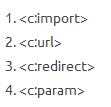 1. <c:import>
2. <c:url>
3. <c:redirect>
4. <c:param>